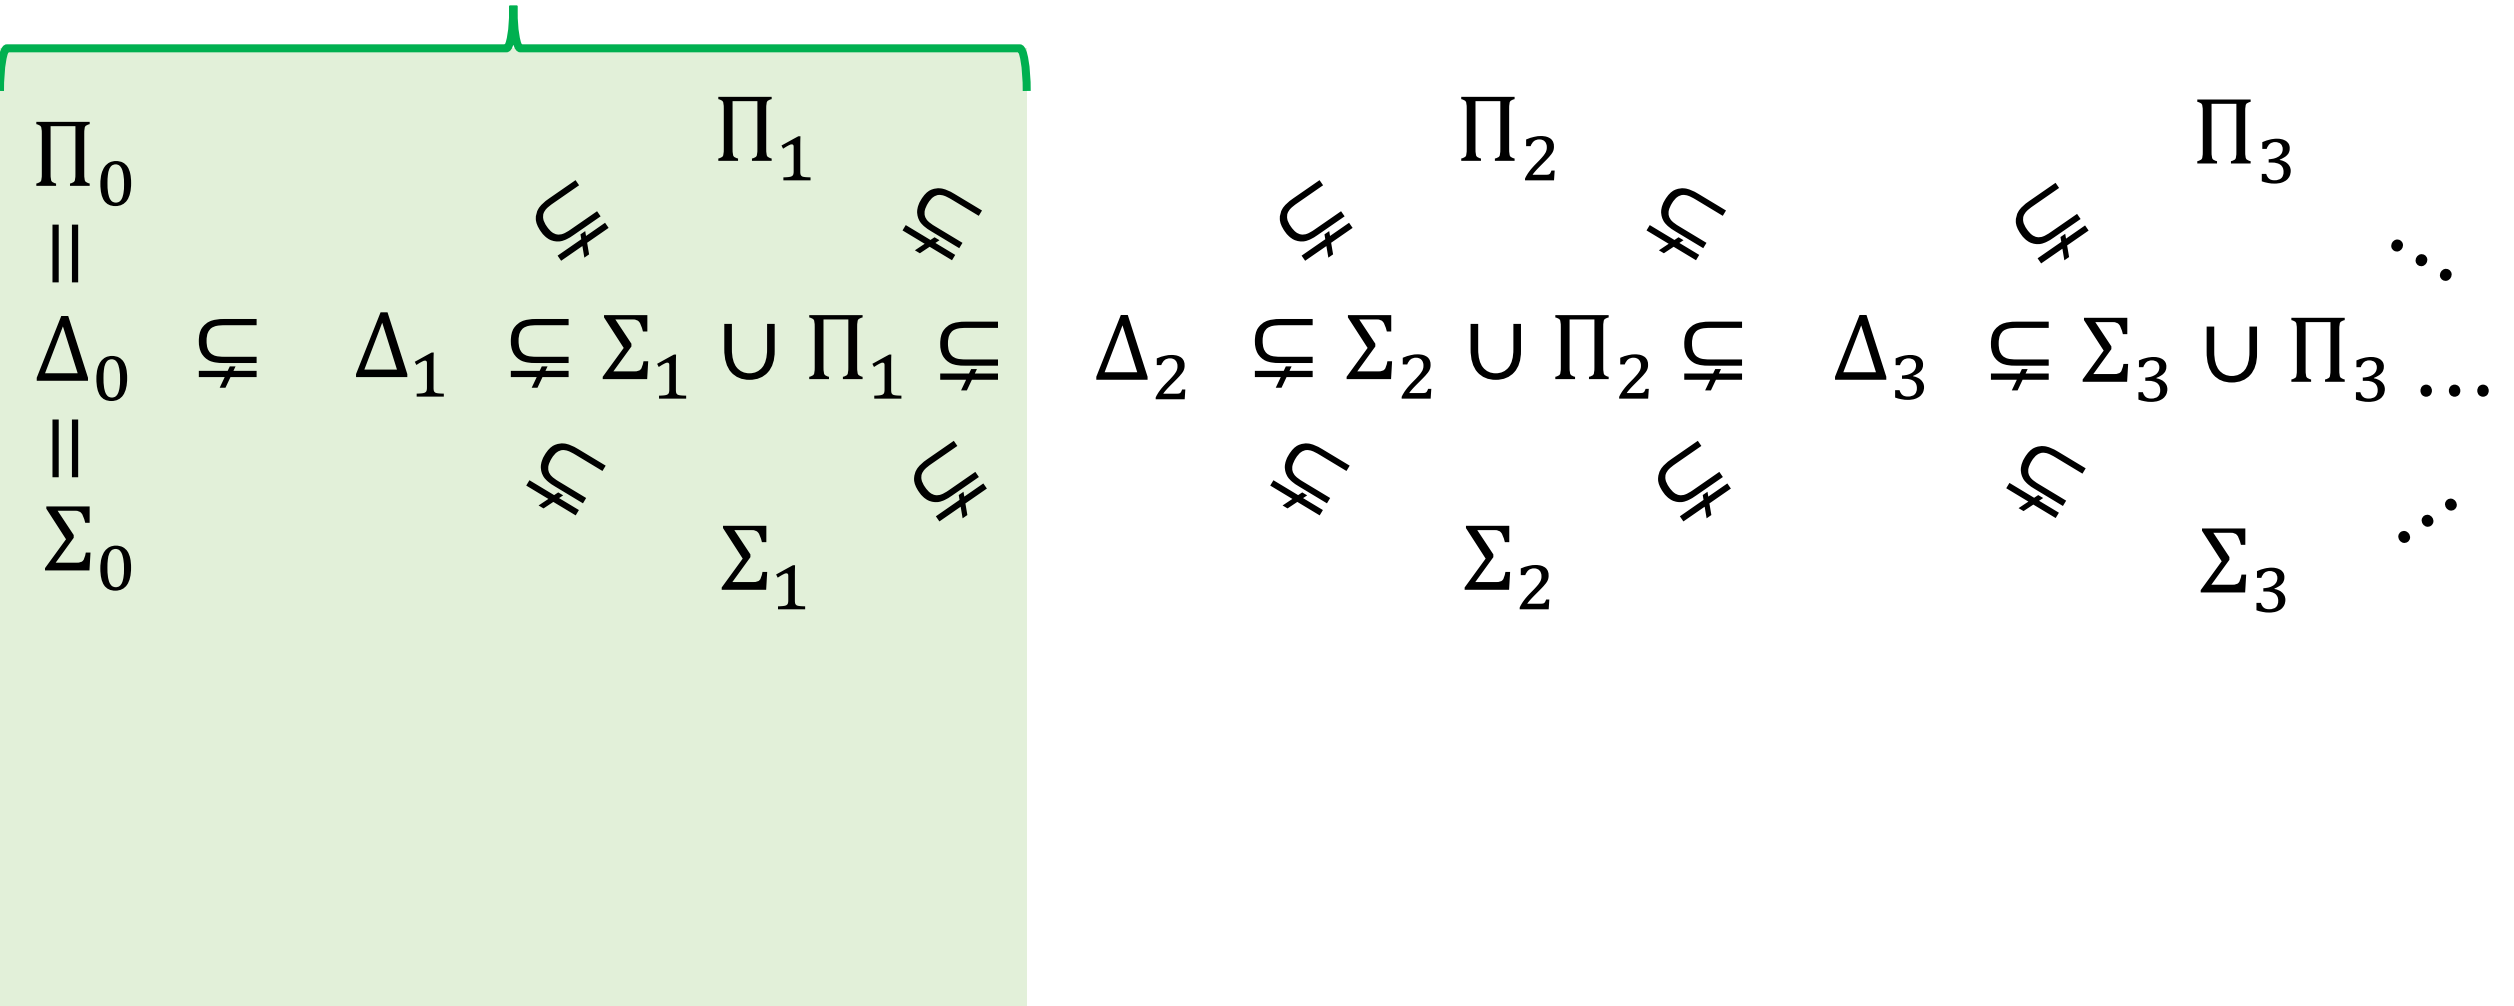 Π₀ Π₁ Π₂ Π₃
= ⊊ ⊊ ⊊ ⊊ ⊊ ⋱
Δ₀ ⊊ Δ₁ ⊊ Σ₁ ∪ Π₁ ⊊ Δ₂ ⊊ Σ₂ ∪ Π₂ ⊊ Δ₃ ⊊ Σ₃ ∪ Π₃ …
= ⊊ ⊊ ⊊ ⊊ ⊊ ⋰
Σ₀ Σ₁ Σ₂ Σ₃